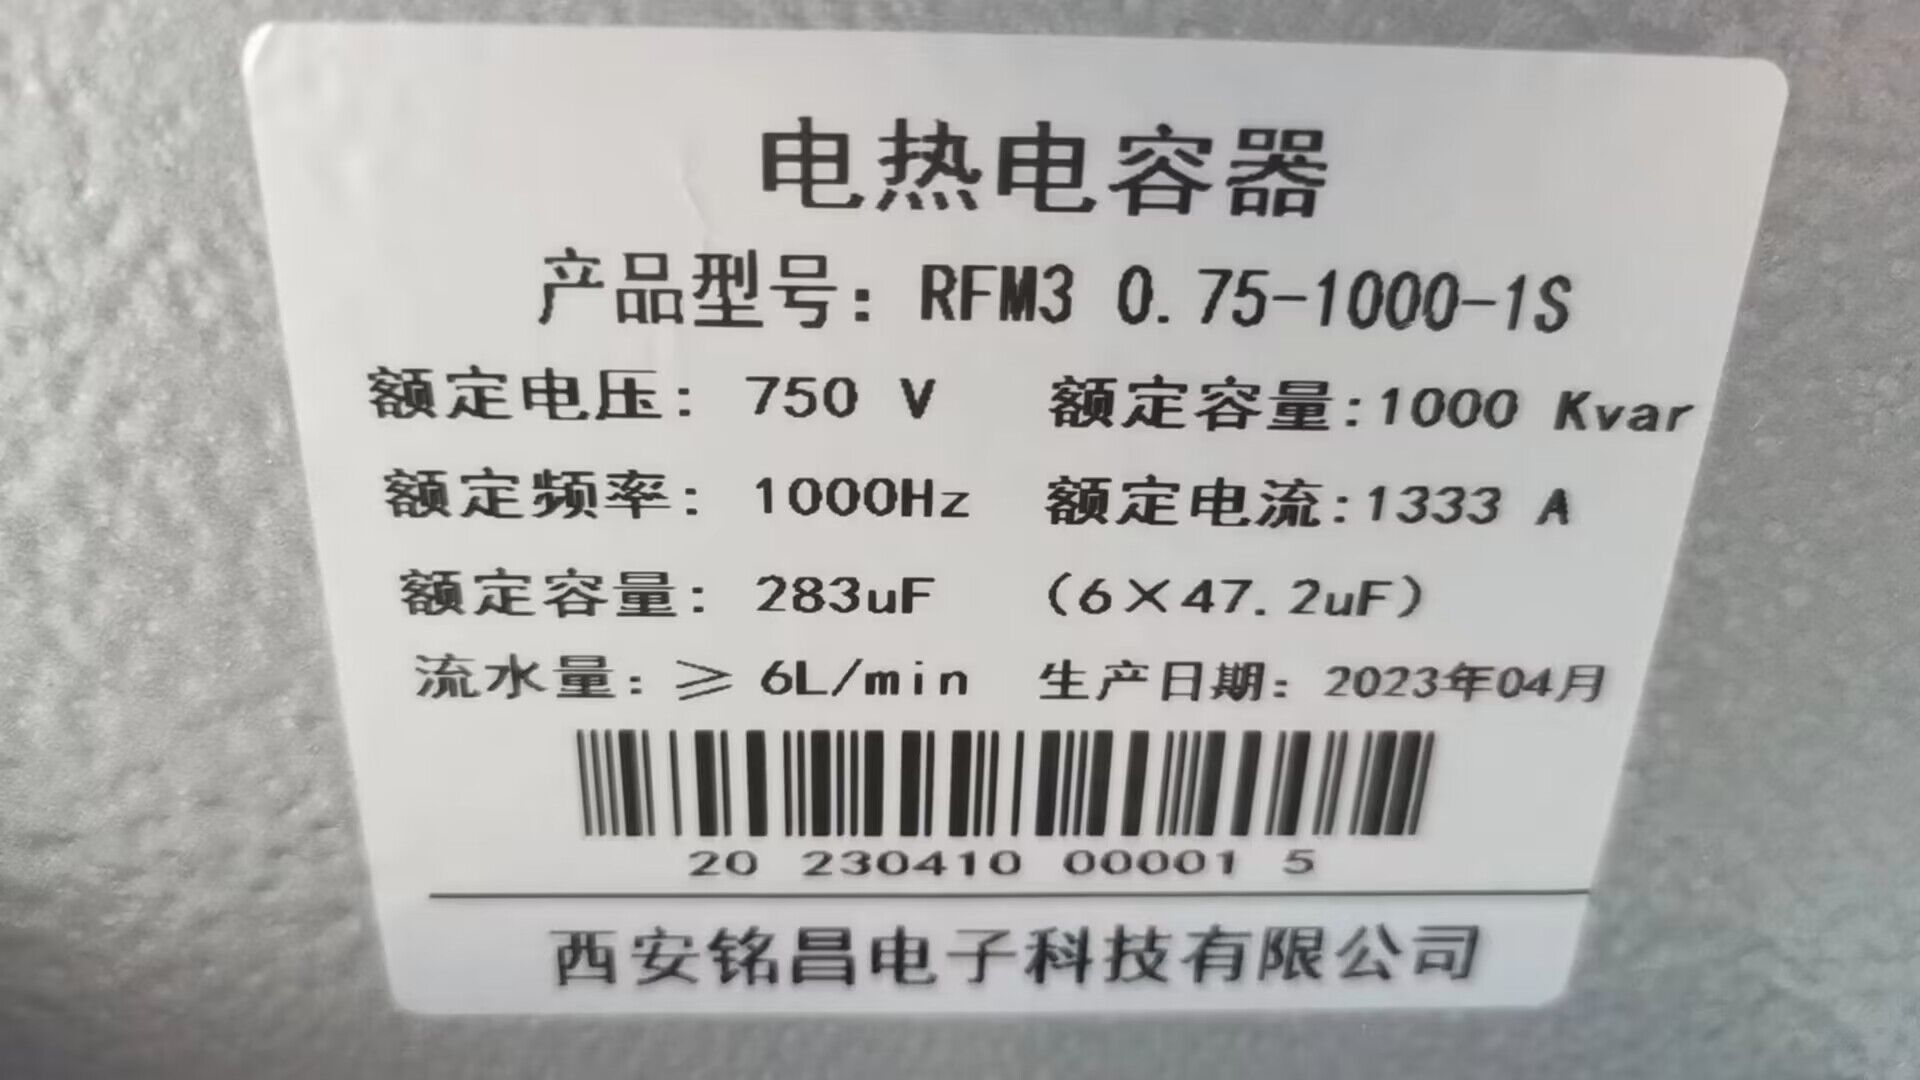 电热电容器
产品型号：RFM3 0.75-1000-1S
额定电压：750 V 额定容量:1000 Kvar
额定频率：1000Hz 额定电流:1333 A
额定容量：283uF （6×47.2uF）
流水量：≥ 6L/min 生产日期：2023年04月
20 230410 00001 5
西安铭昌电子科技有限公司